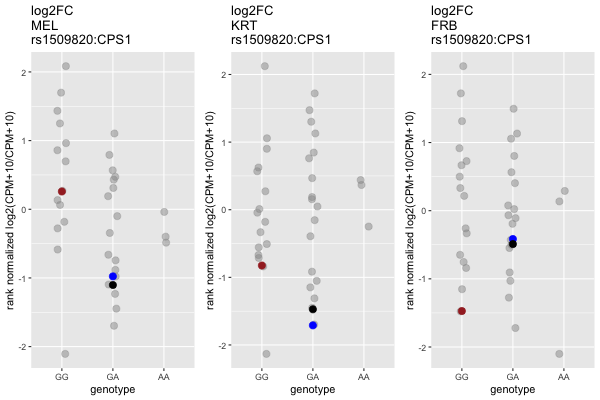 log2FC
MEL
rs1509820:CPS1
rank normalized log2(CPM+10/CPM+10)
2
1
0
-1
-2
GG
GA
AA
genotype
log2FC
KRT
rs1509820:CPS1
rank normalized log2(CPM+10/CPM+10)
2
1
0
-1
-2
GG
GA
AA
genotype
log2FC
FRB
rs1509820:CPS1
rank normalized log2(CPM+10/CPM+10)
2
1
0
-1
-2
GG
GA
AA
genotype